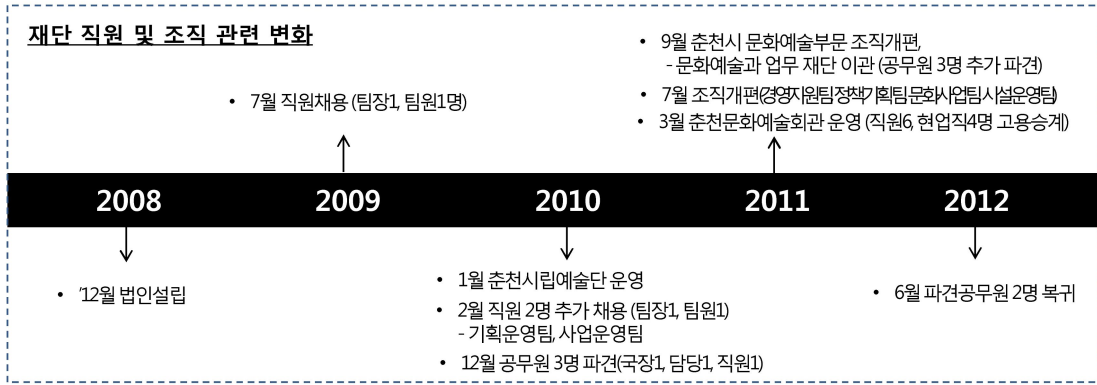 재단 직원 및 조직 관련 변화
• 9월 춘천시 문화예술부문 조직개편,
- 문화예술과 업무 재단 이관 (공무원 3명 추가 파견)
• 7월 조직개편(경영지원팀,정책기획팀,문화사업팀,시설운영팀)
• 3월 춘천문화예술회관 운영 (직원6, 현업직4명 고용승계)
• 7월 직원채용 (팀장1, 팀원1명)
2008 2009 2010 2011 2012
• '12월 법인설립
• 1월 춘천시립예술단 운영
• 2월 직원 2명 추가 채용 (팀장1, 팀원1)
- 기획운영팀, 사업운영팀
• 12월 공무원 3명 파견(국장1, 담당1, 직원1)
• 6월 파견공무원 2명 복귀